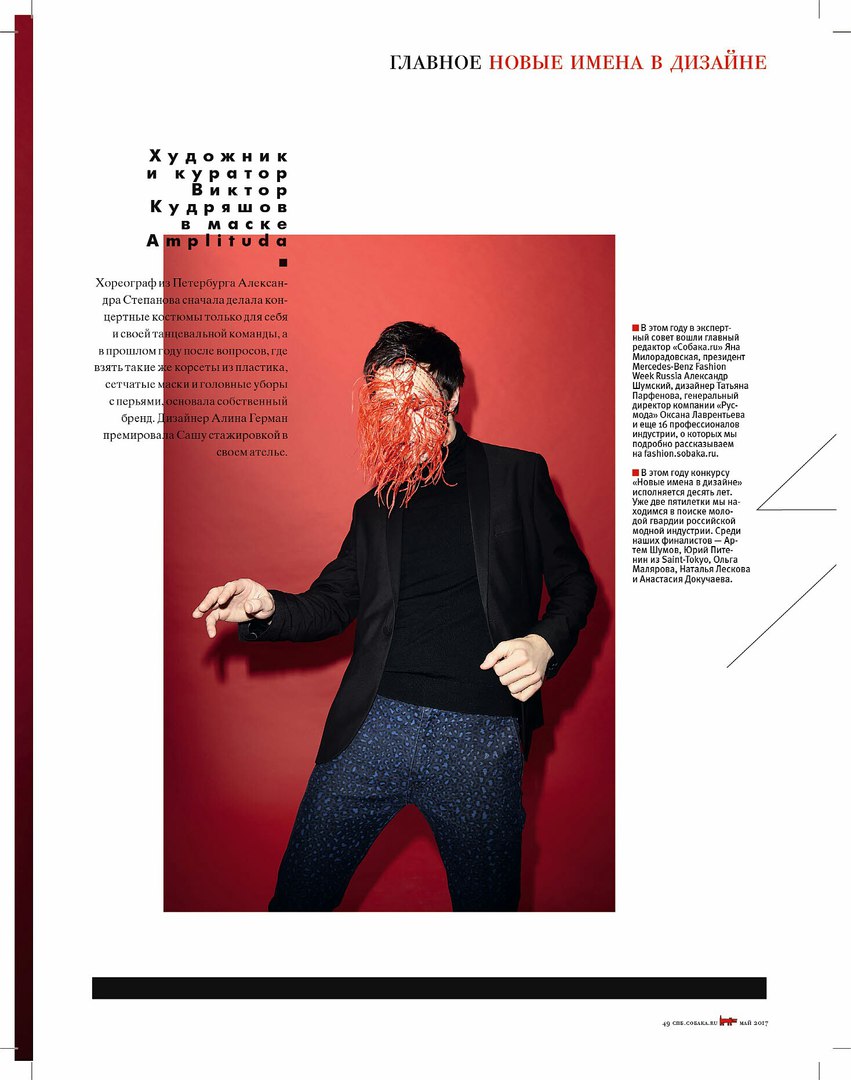 ГЛАВНОЕ НОВЫЕ ИМЕНА В ДИЗАЙНЕ
Художник
и куратор
Виктор
Кудряшов
в маске
Amplituda
Хореограф из Петербурга Алексан-
дра Степанова сначала делала кон-
цертные костюмы только для себя
и своей танцевальной команды, а
в прошлом году после вопросов, где
взять такие же корсеты из пластика,
сетчатые маски и головные уборы
с перьями, основала собственный
бренд. Дизайнер Алина Герман
премировала Сашу стажировкой в
своем ателье.
В этом году в эксперт-
ный совет вошли главный
редактор «Собака.ru» Яна
Милорадовская, президент
Mercedes-Benz Fashion
Week Russia Александр
Шумский, дизайнер Татьяна
Парфенова, генеральный
директор компании «Рус-
мода» Оксана Лаврентьева
и еще 16 профессионалов
индустрии, о которых мы
подробно рассказываем
на fashion.sobaka.ru.
В этом году конкурсу
«Новые имена в дизайне»
исполняется десять лет.
Уже две пятилетки мы на-
ходимся в поиске моло-
дой гвардии российской
модной индустрии. Среди
наших финалистов — Ар-
тем Шумов, Юрий Пите-
нин из Saint-Tokyo, Ольга
Малярова, Наталья Лескова
и Анастасия Докучаева.
49 СПБ.СОБАКА.RU МАЙ 2017